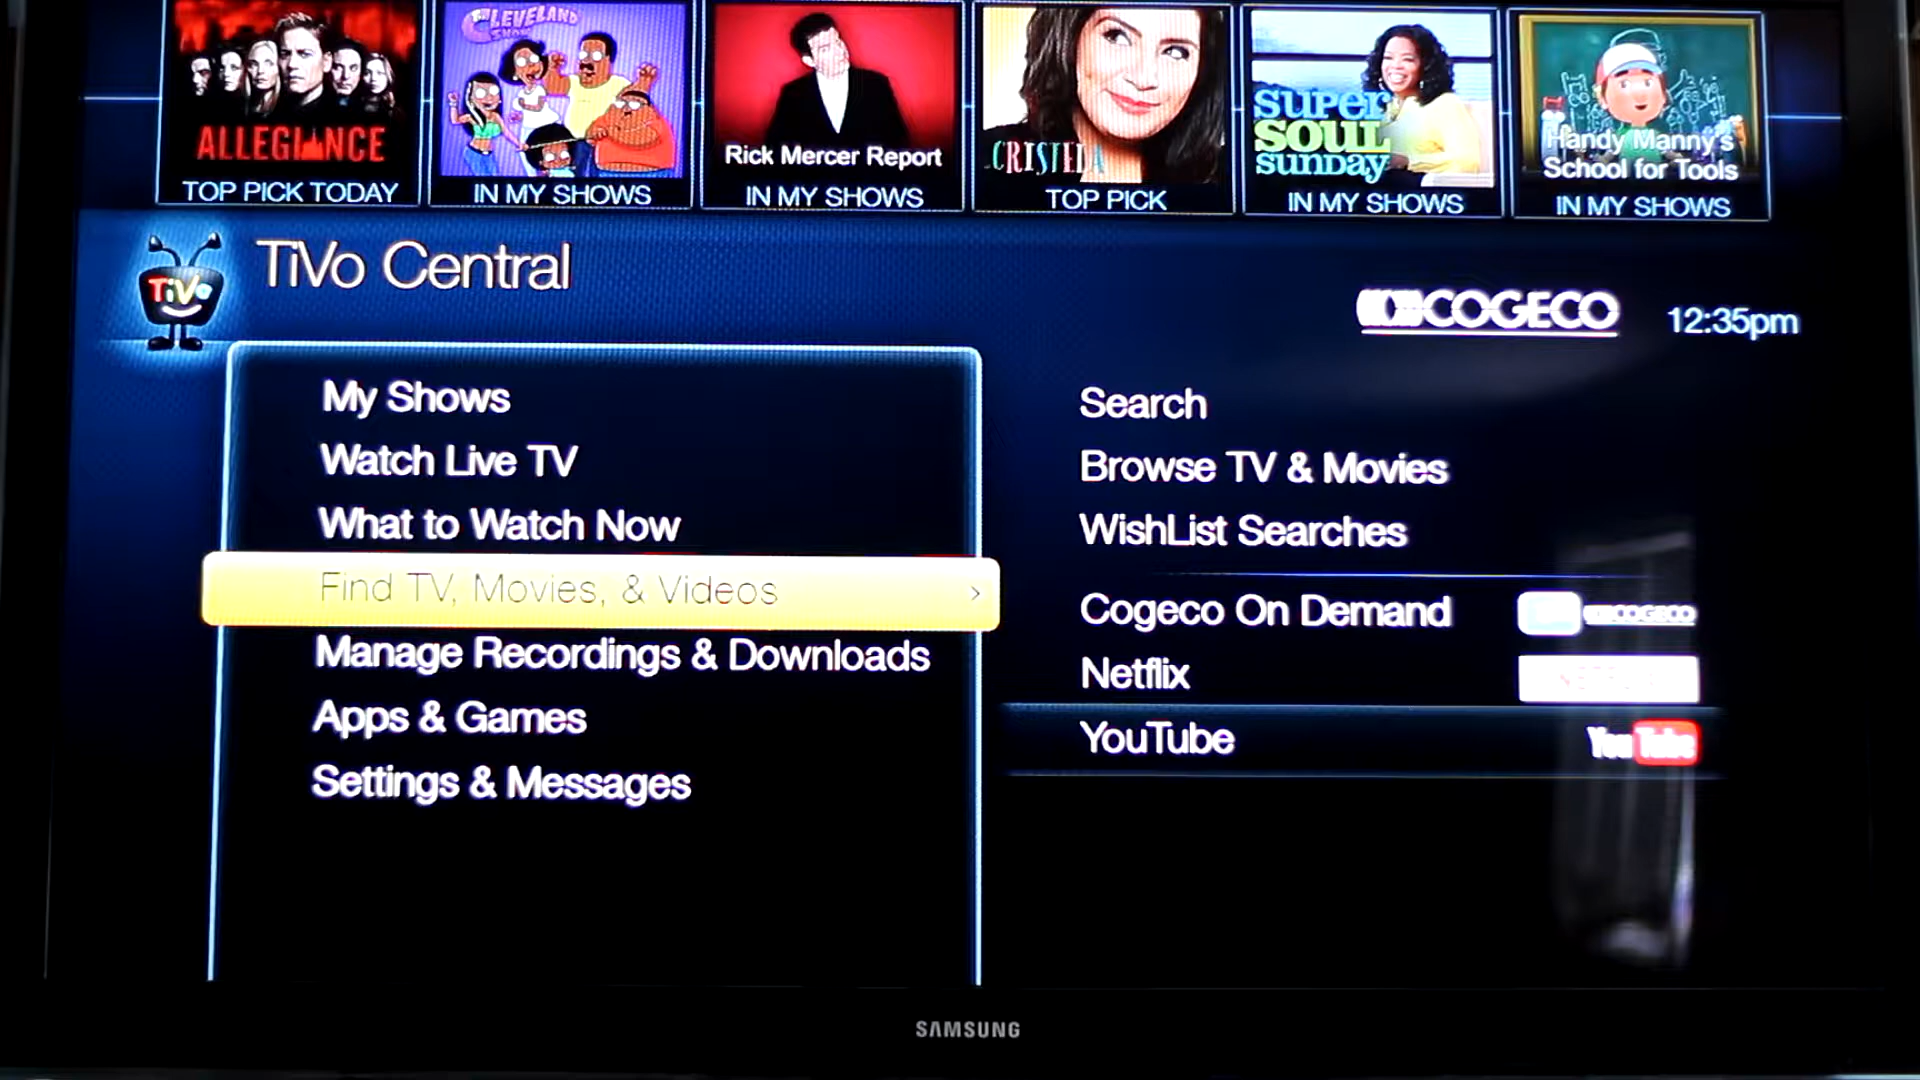 ALLEGIANCE
TOP PICK TODAY
CLEVELAND
SHOW
IN MY SHOWS
Rick Mercer Report
IN MY SHOWS
CRISTELA
TOP PICK
SUPER
SOUL
SUNDAY
IN MY SHOWS
Handy Manny's
School for Tools
IN MY SHOWS
TiVo
TiVo Central
COGECO
12:35pm
My Shows
Watch Live TV
What to Watch Now
Find TV, Movies, & Videos
Manage Recordings & Downloads
Apps & Games
Settings & Messages
Search
Browse TV & Movies
WishList Searches
Cogeco On Demand
COGECO
Netflix
NETFLIX
YouTube
YouTube
SAMSUNG